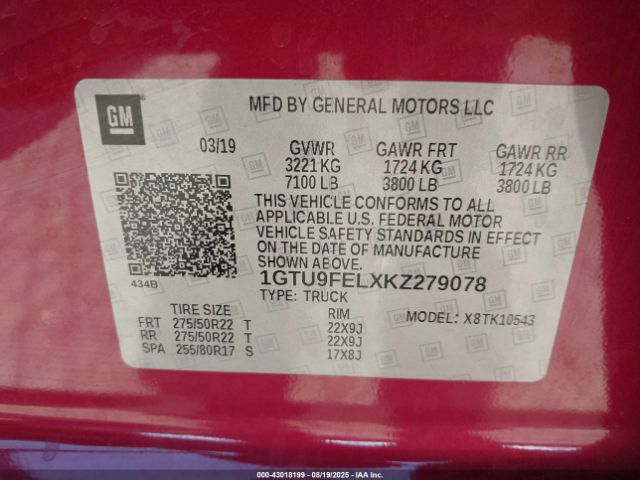 GM
MFD BY GENERAL MOTORS LLC
03/19 GVWR GAWR FRT GAWR RR
3221 KG 1724 KG 1724 KG
7100 LB 3800 LB 3800 LB
THIS VEHICLE CONFORMS TO ALL
APPLICABLE U.S. FEDERAL MOTOR
VEHICLE SAFETY STANDARDS IN EFFECT
ON THE DATE OF MANUFACTURE
SHOWN ABOVE.
434B
1GTU9FELXKZ279078
TYPE: TRUCK
TIRE SIZE RIM MODEL: X8TK10543
FRT 275/50R22 T 22X9J
RR 275/50R22 T 22X9J
SPA 255/80R17 S 17X8J
000-43018199 - 08/19/2025 - IAA Inc.